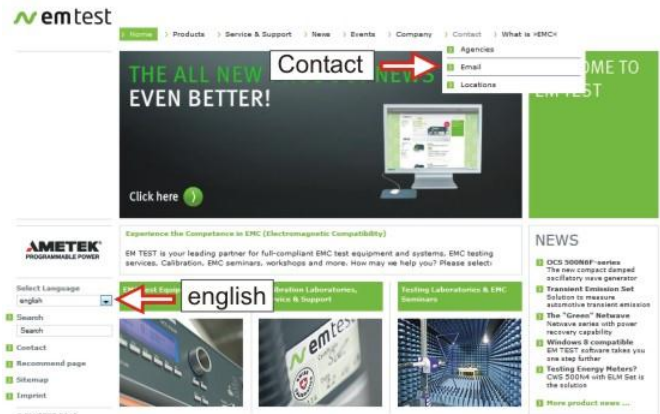 emtest
Home Products Service & Support News Events Company Contact What is »EMC«
Agencies
Email
Locations
Contact
THE ALL NEW NEWS
EVEN BETTER!
Click here
OME TO
EM TEST
AMETEK
PROGRAMMABLE POWER
Experience the Competence in EMC (Electromagnetic Compatibility)
EM TEST is your leading partner for full-compliant EMC test equipment and systems, EMC testing
services, Calibration, EMC seminars, workshops and more. How may we help you? Please select:
Select Language
english
english
Search
Search
Contact
Recommend page
Sitemap
Imprint
EM Test Equip
bration Laboratories,
vice & Support
Testing Laboratories & EMC
Seminars
emtest
NEWS
OCS 500N6F-series
The new compact damped
oscillatory wave generator
Transient Emission Set
Solution to measure
automotive transient emission
The "Green" Netwave
Netwave series with power
recovery capability
Windows 8 compatible
EM TEST software takes you
one step further
Testing Energy Meters?
CWS 500N4 with ELM Set is
the solution
More product news ...